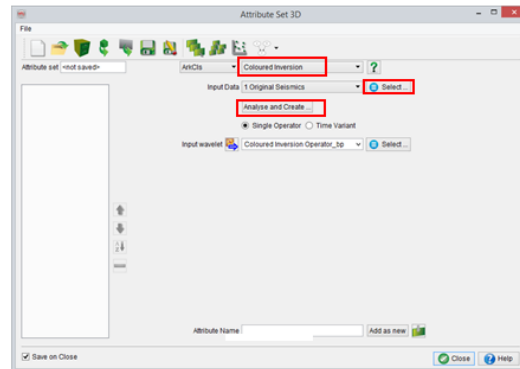 Attribute Set 3D
File
Attribute set <not saved>
ArkCls
Coloured Inversion
?
Input Data 1 Original Seismics
Select ...
Analyse and Create ...
Single Operator
Time Variant
Input wavelet
Coloured Inversion Operator_bp
Select ...
Attribute Name
Add as new
Save on Close
Close
? Help